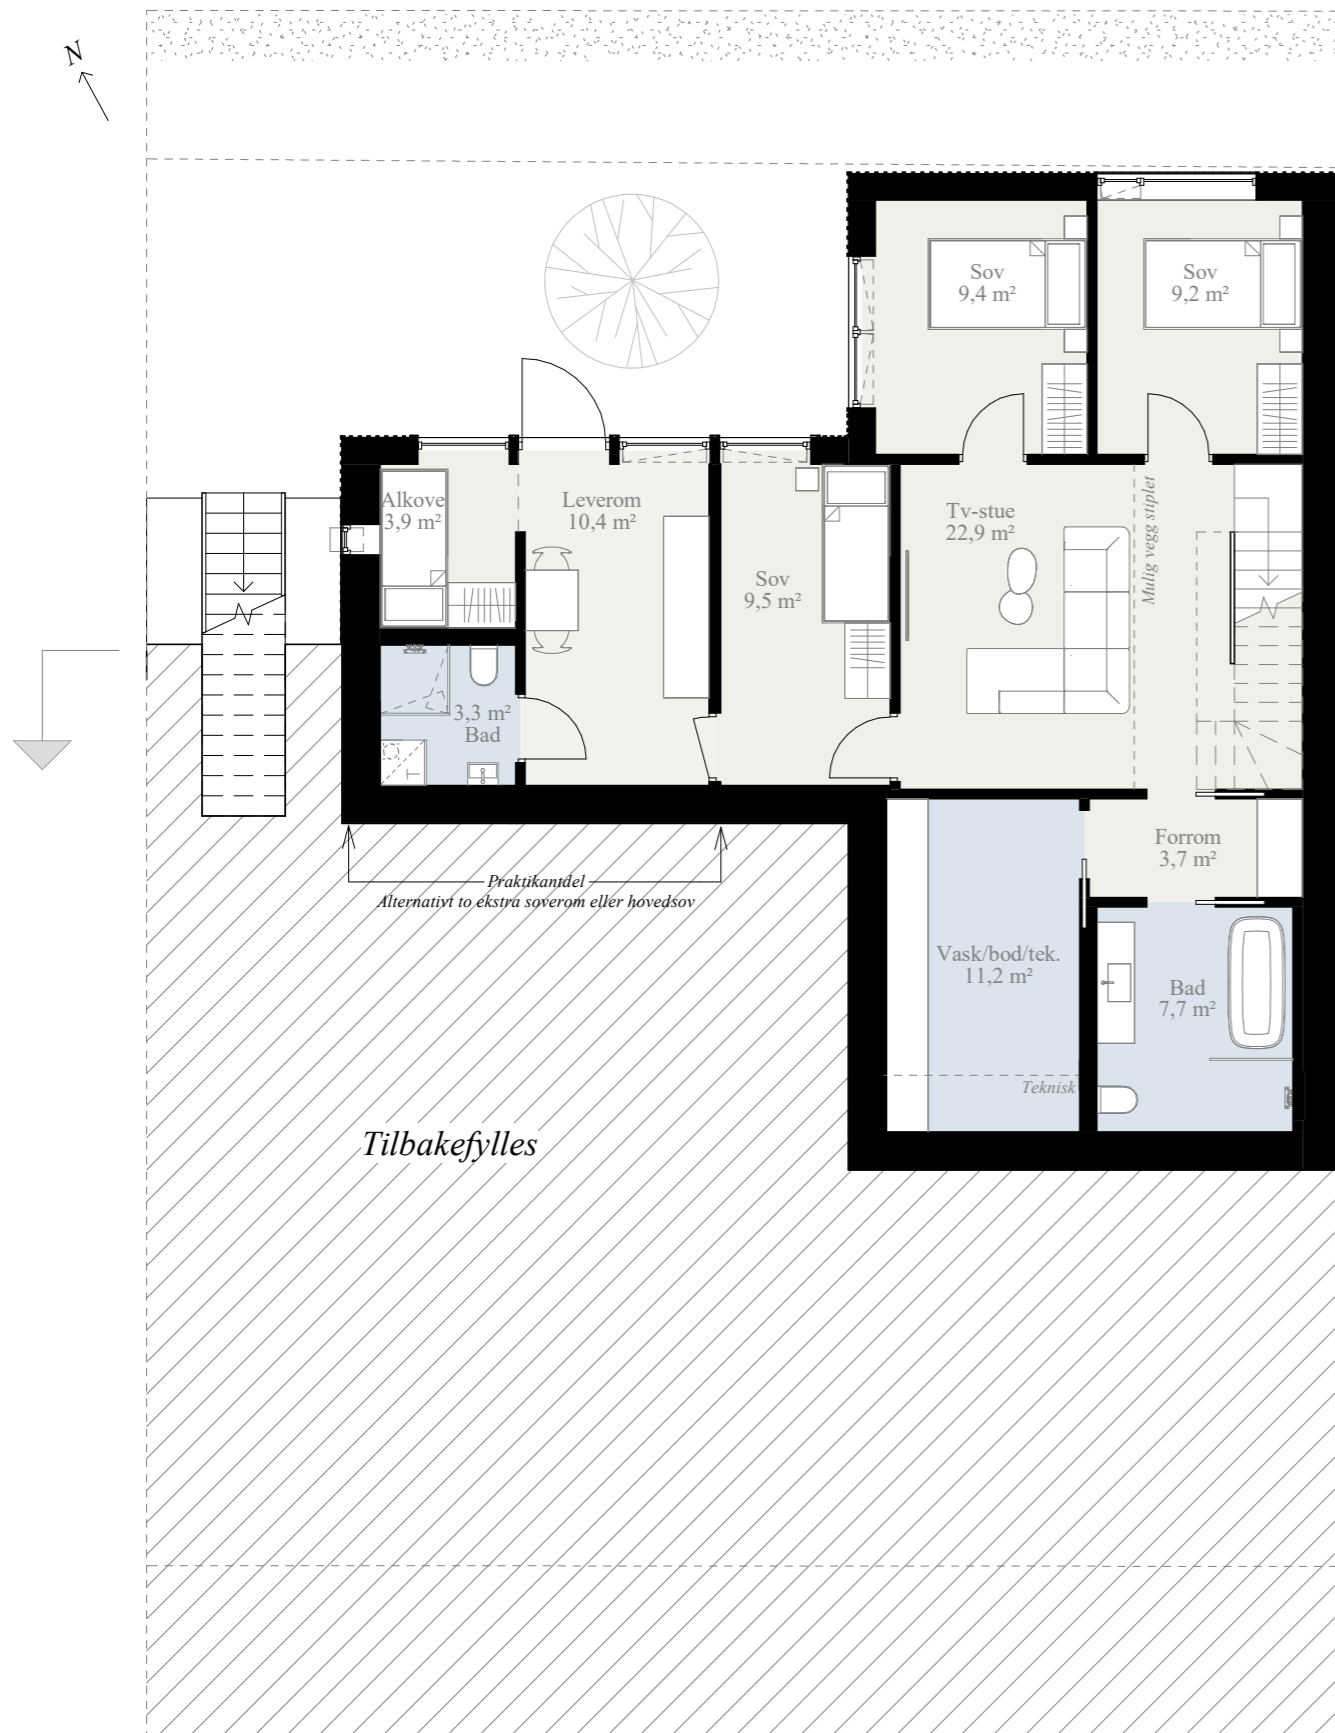 N
Sov
9,4 m²
Sov
9,2 m²
Alkove
3,9 m²
Leverom
10,4 m²
Sov
9,5 m²
Tv-stue
22,9 m²
Mulig vegg stiplet
3,3 m²
Bad
Forrom
3,7 m²
Praktikantdel
Alternativt to ekstra soverom eller hovedsov
Vask/bod/tek.
11,2 m²
Bad
7,7 m²
Teknisk
Tilbakefylles